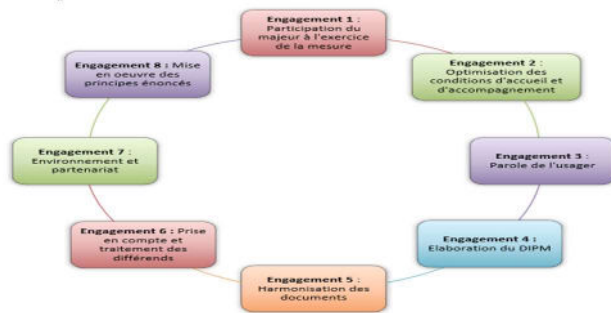 Engagement 1 :
Participation du
majeur à l'exercice
de la mesure
Engagement 2 :
Optimisation des
conditions d'accueil et
d'accompagnement
Engagement 3 :
Parole de l'usager
Engagement 4 :
Elaboration du DIPM
Engagement 5 :
Harmonisation des
documents
Engagement 6 : Prise
en compte et
traitement des
différends
Engagement 7 :
Environnement et
partenariat
Engagement 8 : Mise
en oeuvre des
principes énoncés